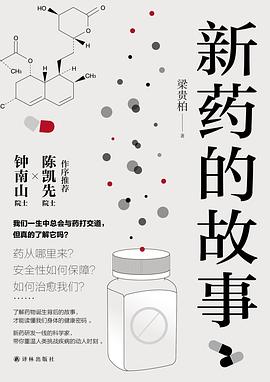 HO
O
O
O
O
H
新药的故事
梁贵柏——著
作序推荐
陈凯先 院士
×
钟南山 院士
我们一生中总会与药打交道，
但真的了解它吗？
药从哪里来？
安全性如何保障？
如何治愈我们？
……
了解药物诞生背后的故事，
才能读懂我们身体的健康密码。
新药研发一线的科学家，
带你重温人类挑战疾病的动人时刻。
译林出版社